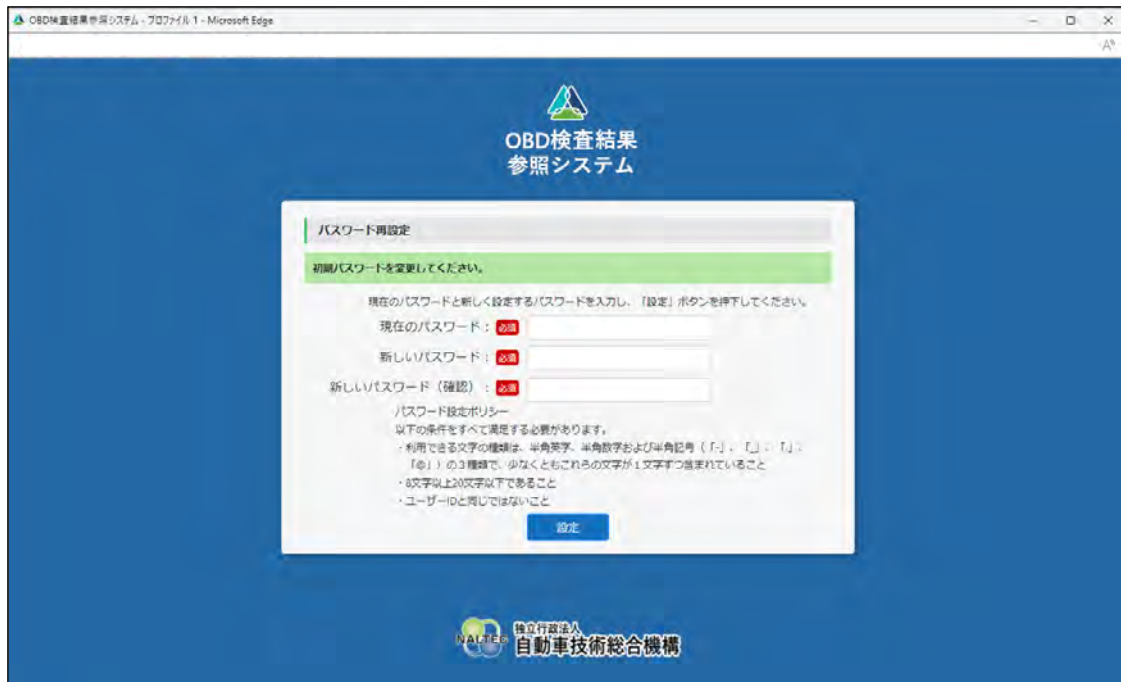 OBD検査結果参照システム - プロファイル 1 - Microsoft Edge
OBD検査結果
参照システム
パスワード再設定
初期パスワードを変更してください。
現在のパスワードと新しく設定するパスワードを入力し、「設定」ボタンを押下してください。
現在のパスワード： 必須
新しいパスワード： 必須
新しいパスワード（確認）： 必須
パスワード設定ポリシー
以下の条件をすべて満足する必要があります。
・利用できる文字の種類は、半角英字、半角数字および半角記号（「-」、「_」、「.」、
「@」）の３種類で、少なくともこれらの文字が１文字ずつ含まれていること
・8文字以上20文字以下であること
・ユーザーIDと同じではないこと
設定
NALTEC 独立行政法人
自動車技術総合機構